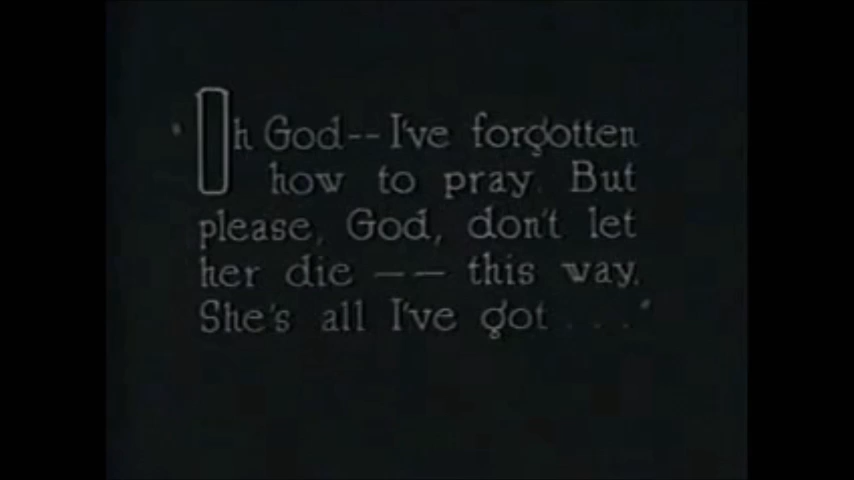 "Oh God -- I've forgotten
how to pray. But
please, God, don't let
her die -- -- this way.
She's all I've got ...."